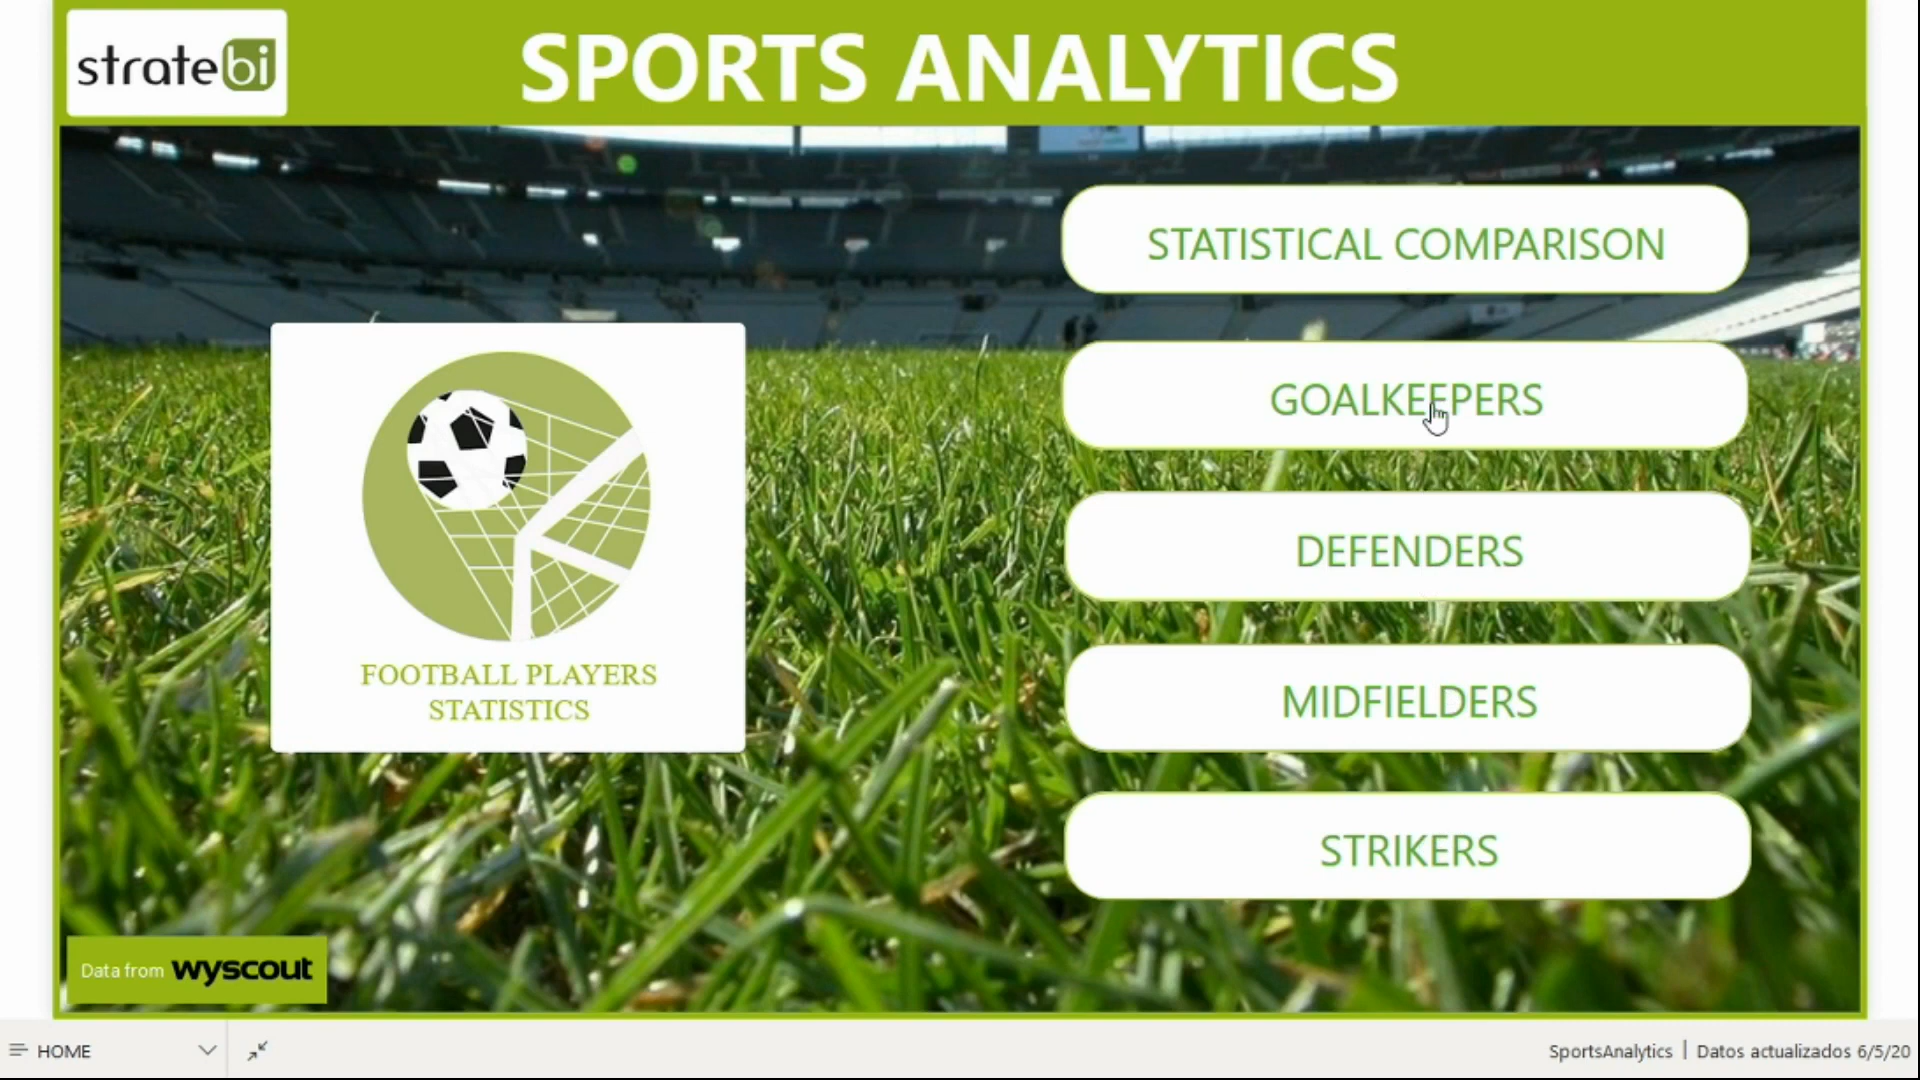 stratebi
SPORTS ANALYTICS
STATISTICAL COMPARISON
GOALKEEPERS
DEFENDERS
MIDFIELDERS
STRIKERS
FOOTBALL PLAYERS
STATISTICS
Data from wyscout
HOME
SportsAnalytics | Datos actualizados 6/5/20